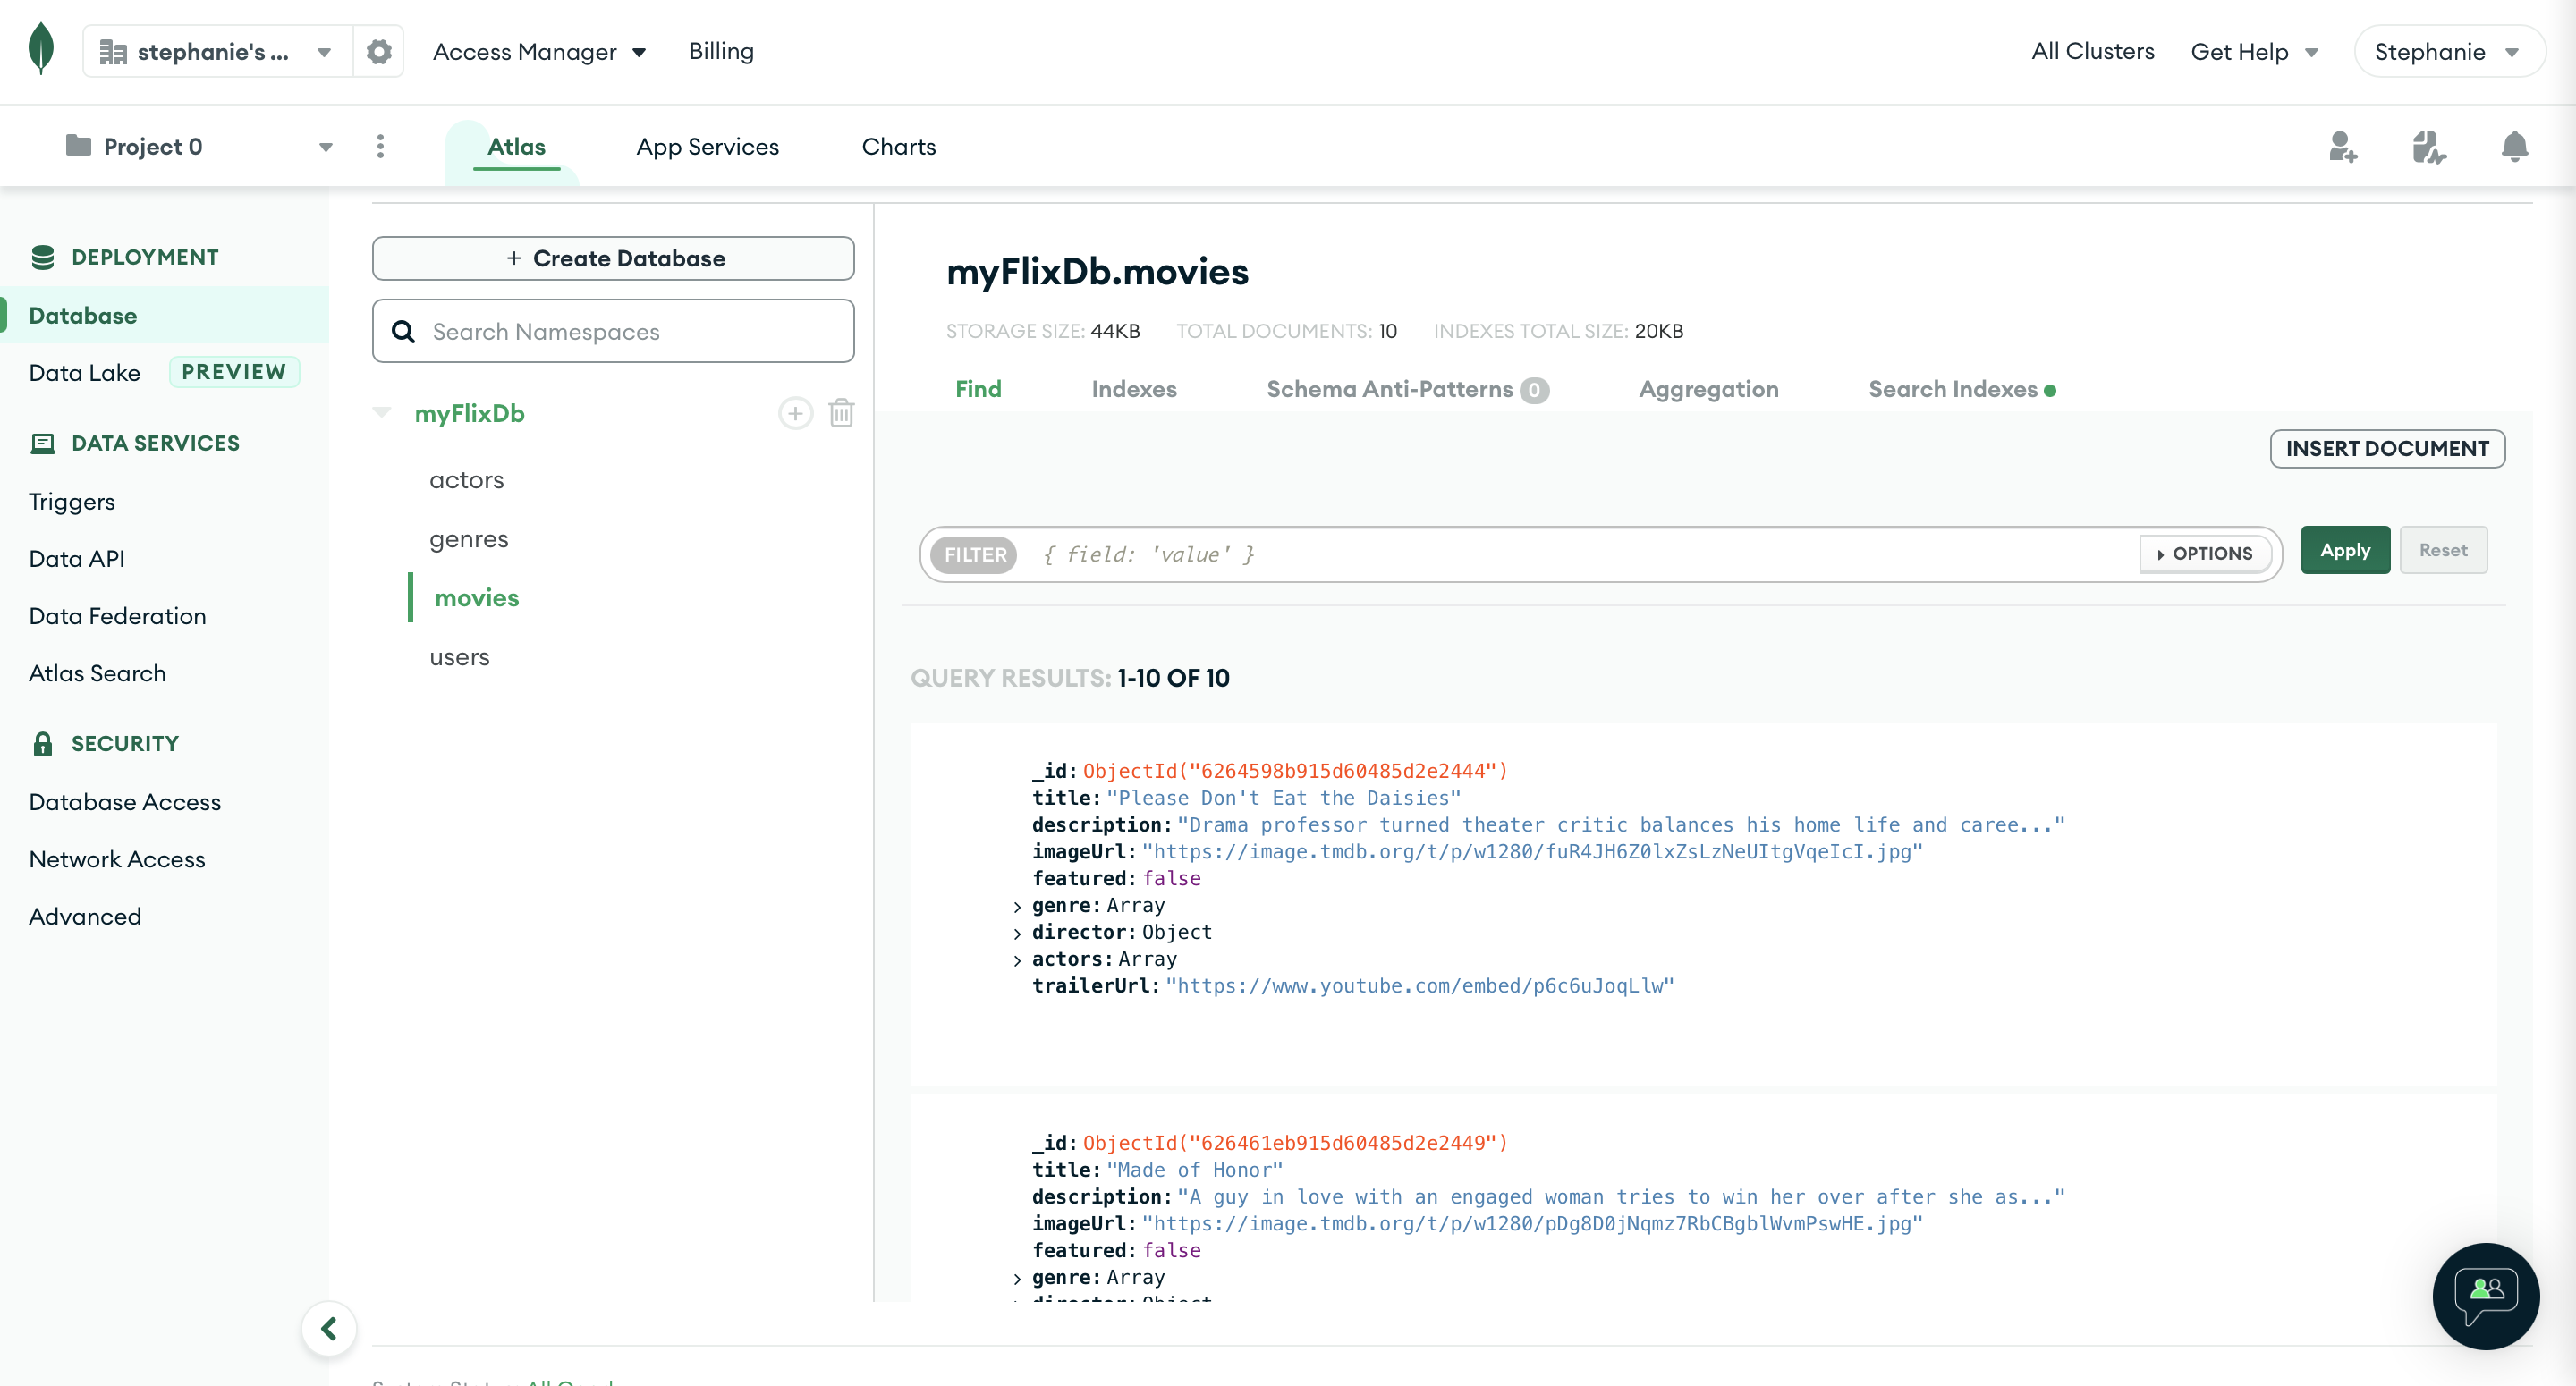 stephanie's ...
Access Manager
Billing
All Clusters
Get Help
Stephanie
Project 0
Atlas
App Services
Charts
DEPLOYMENT
Database
Data Lake PREVIEW
DATA SERVICES
Triggers
Data API
Data Federation
Atlas Search
SECURITY
Database Access
Network Access
Advanced
+ Create Database
Search Namespaces
myFlixDb
actors
genres
movies
users
myFlixDb.movies
STORAGE SIZE: 44KB TOTAL DOCUMENTS: 10 INDEXES TOTAL SIZE: 20KB
Find Indexes Schema Anti-Patterns 0 Aggregation Search Indexes
INSERT DOCUMENT
FILTER { field: 'value' } OPTIONS Apply Reset
QUERY RESULTS: 1-10 OF 10
_id: ObjectId("6264598b915d60485d2e2444")
title: "Please Don't Eat the Daisies"
description: "Drama professor turned theater critic balances his home life and caree..."
imageUrl: "https://image.tmdb.org/t/p/w1280/fuR4JH6Z0lxZsLzNeUItgVqeIcI.jpg"
featured: false
genre: Array
director: Object
actors: Array
trailerUrl: "https://www.youtube.com/embed/p6c6uJoqLlw"
_id: ObjectId("626461eb915d60485d2e2449")
title: "Made of Honor"
description: "A guy in love with an engaged woman tries to win her over after she as..."
imageUrl: "https://image.tmdb.org/t/p/w1280/pDg8D0jNqmz7RbCBgblWvmPswHE.jpg"
featured: false
genre: Array
director: Object